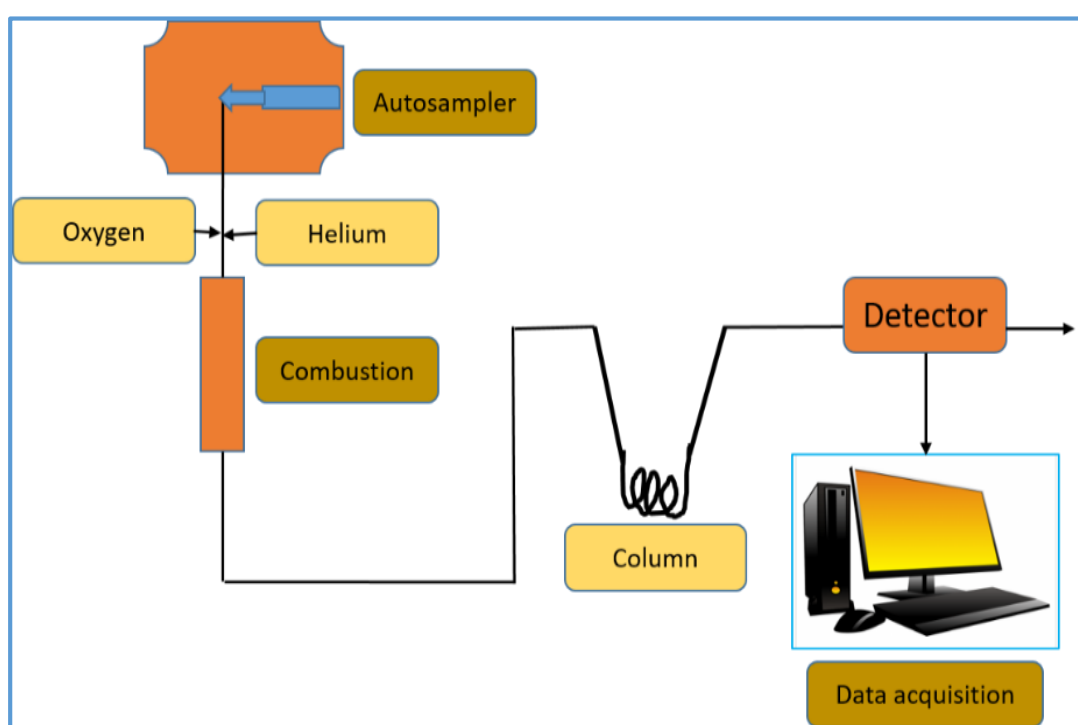 Autosampler
Oxygen
Helium
Detector
Combustion
Column
Data acquisition